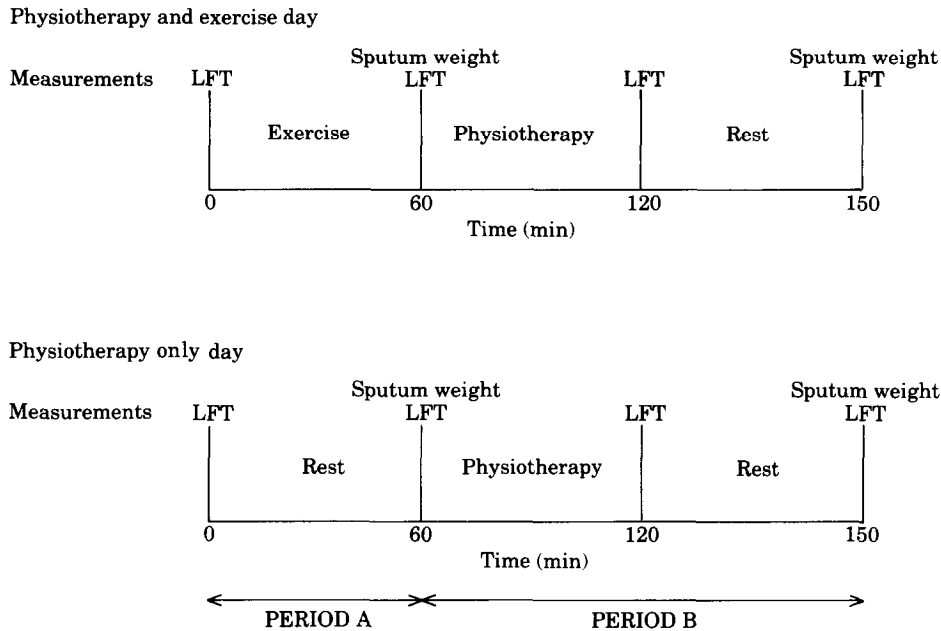 Physiotherapy and exercise day
Sputum weight Sputum weight
Measurements LFT LFT LFT LFT
Exercise Physiotherapy Rest
0 60 120 150
Time (min)
Physiotherapy only day
Sputum weight Sputum weight
Measurements LFT LFT LFT LFT
Rest Physiotherapy Rest
0 60 120 150
Time (min)
PERIOD A PERIOD B